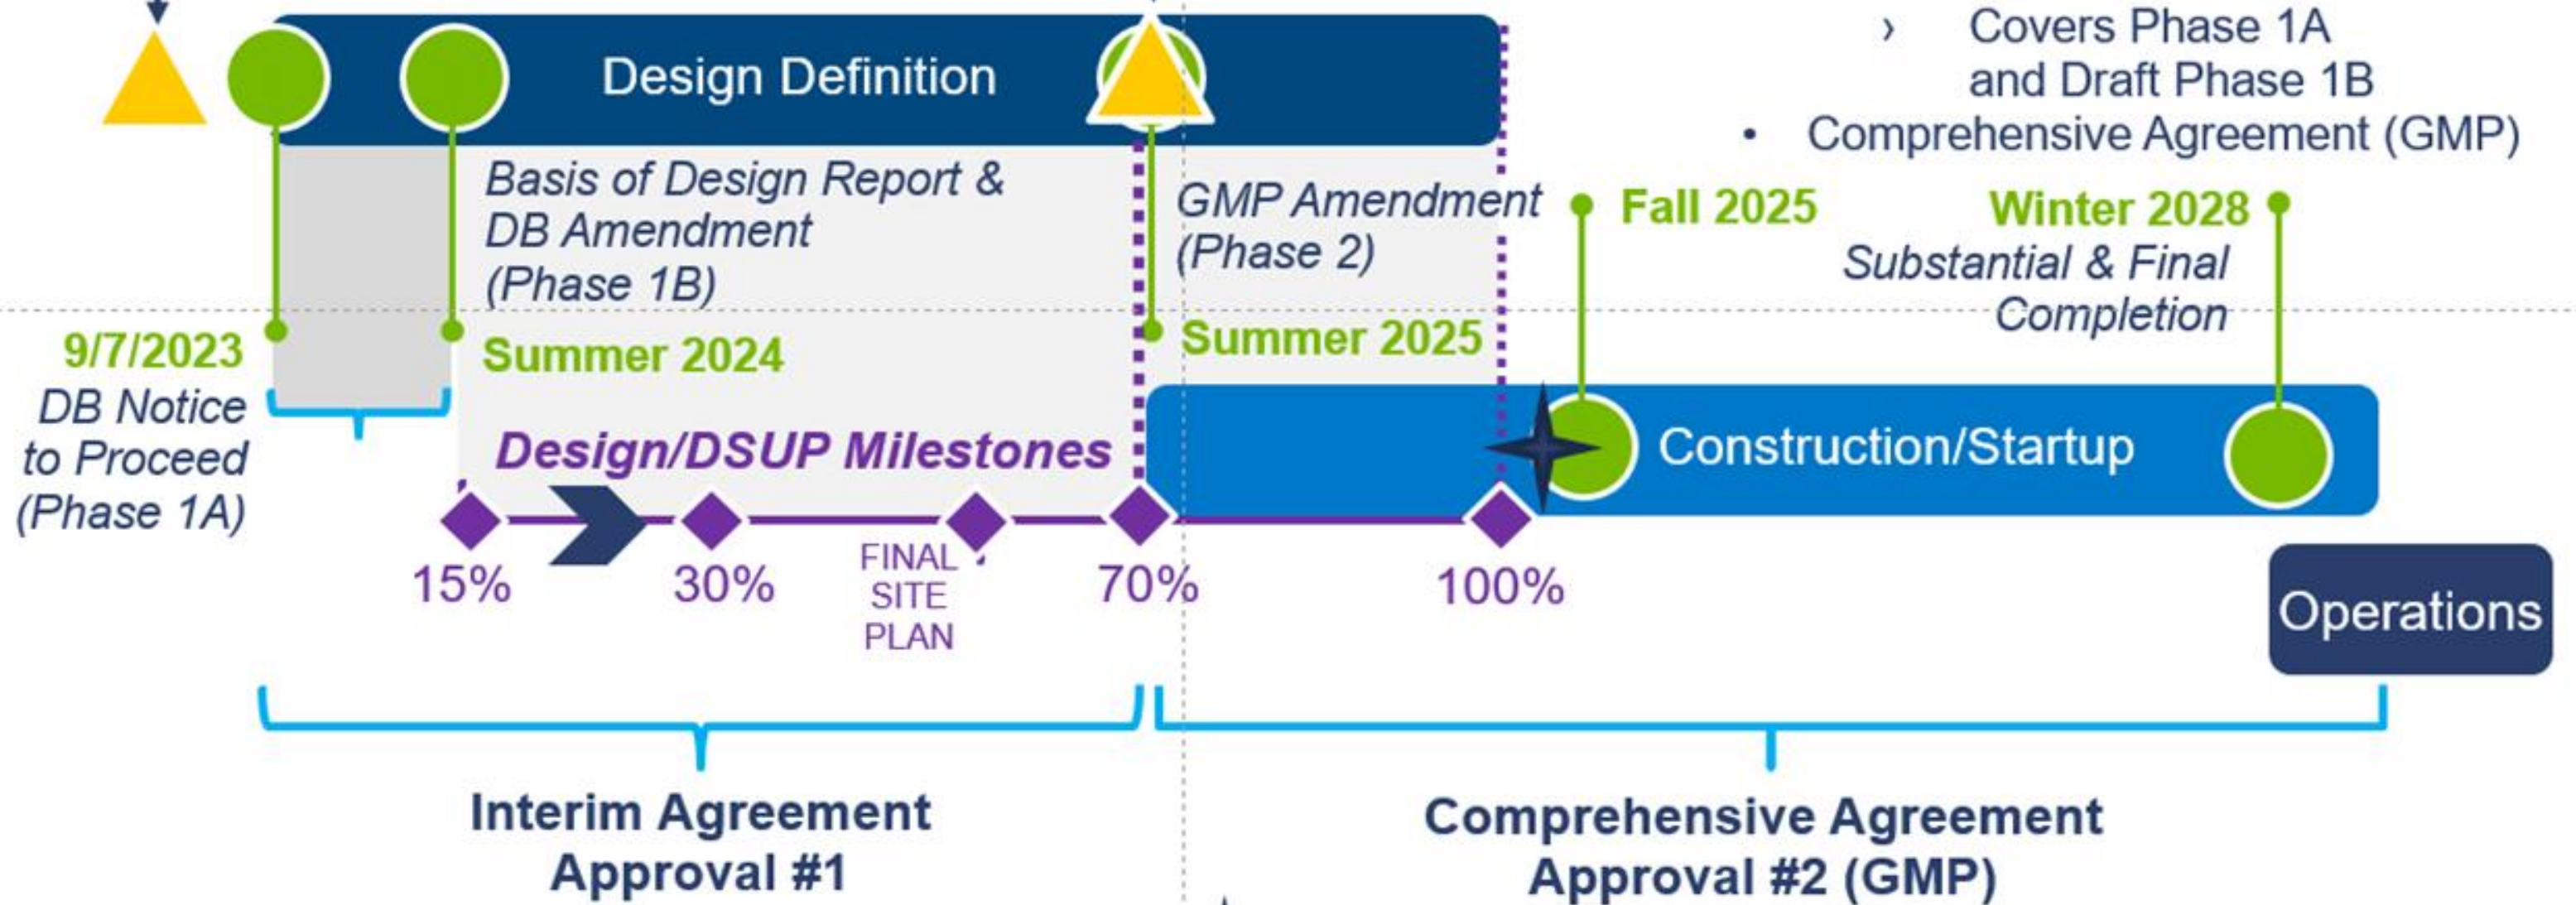 Design Definition
› Covers Phase 1A
and Draft Phase 1B
• Comprehensive Agreement (GMP)
Basis of Design Report &
DB Amendment
(Phase 1B)
GMP Amendment
(Phase 2)
Fall 2025
Winter 2028
Substantial & Final
Completion
9/7/2023
DB Notice
to Proceed
(Phase 1A)
Summer 2024
Summer 2025
Design/DSUP Milestones
Construction/Startup
15%
30%
FINAL
SITE
PLAN
70%
100%
Operations
Interim Agreement
Approval #1
Comprehensive Agreement
Approval #2 (GMP)